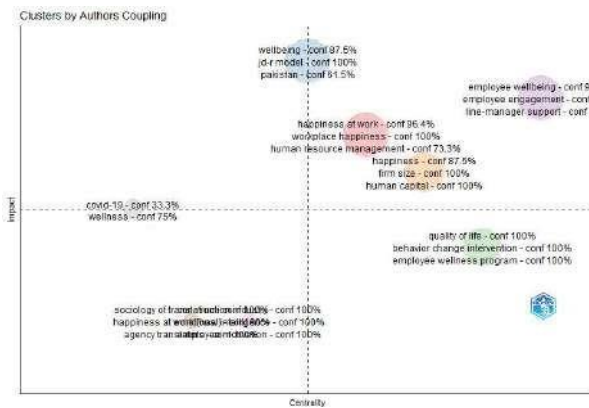 Clusters by Authors Coupling
wellbeing - conf 87.5%
jd-r model - conf 100%
pakistan - conf 61.5%
employee wellbeing - conf 9
employee engagement - conf
line-manager support - conf
happiness at work - conf 96.4%
workplace happiness - conf 100%
human resource management - conf 73.3%
happiness - conf 87.5%
firm size - conf 100%
human capital - conf 100%
covid-19 - conf 33.3%
wellness - conf 75%
quality of life - conf 100%
behavior change intervention - conf 100%
employee wellness program - conf 100%
sociology of - conf 100%
happiness at - conf 100%
agency - conf 100%
Impact
Centrality